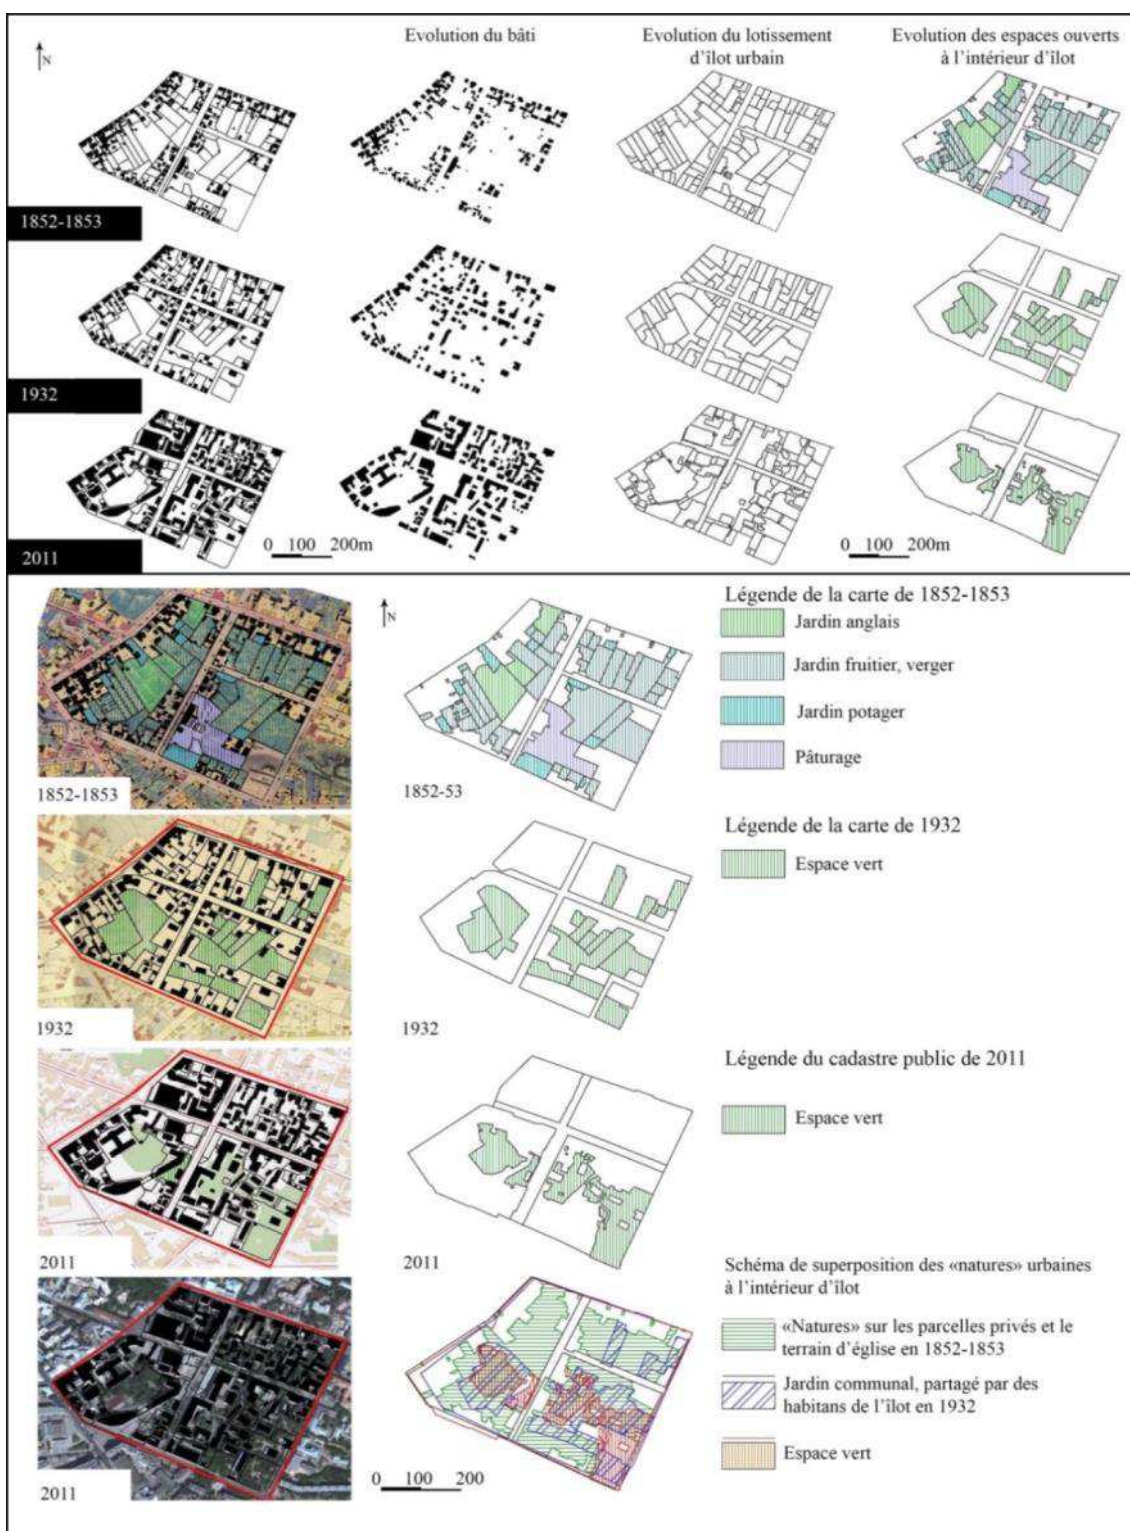 Evolution du bâti
Evolution du lotissement
d'îlot urbain
Evolution des espaces ouverts
à l'intérieur d'îlot
N
1852-1853
1932
2011
0 100 200m
0 100 200m
1852-1853
N
1852-53
Légende de la carte de 1852-1853
Jardin anglais
Jardin fruitier, verger
Jardin potager
Pâturage
1932
1932
Légende de la carte de 1932
Espace vert
2011
2011
Légende du cadastre public de 2011
Espace vert
2011
0 100 200
Schéma de superposition des «natures» urbaines
à l'intérieur d'îlot
«Natures» sur les parcelles privés et le
terrain d'église en 1852-1853
Jardin communal, partagé par des
habitans de l'îlot en 1932
Espace vert